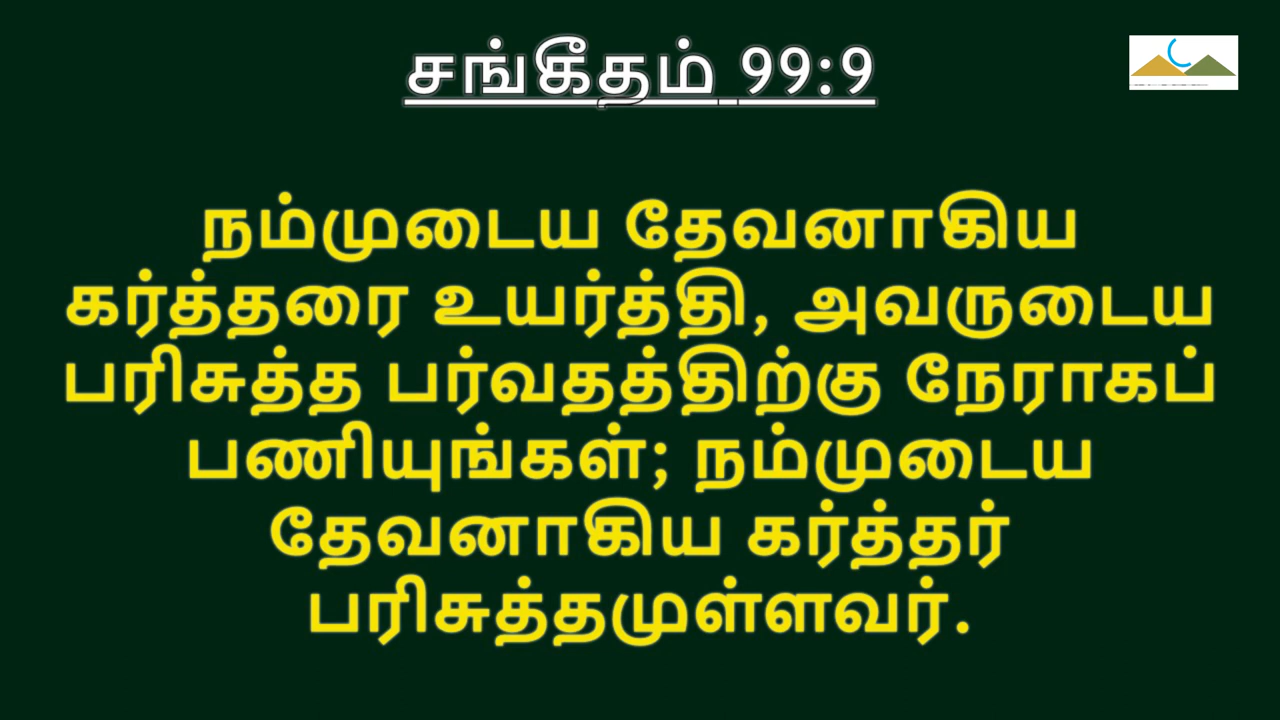 சங்கீதம் 99:9
நம்முடைய தேவனாகிய
கர்த்தரை உயர்த்தி, அவருடைய
பரிசுத்த பர்வதத்திற்கு நேராகப்
பணியுங்கள்; நம்முடைய
தேவனாகிய கர்த்தர்
பரிசுத்தமுள்ளவர்.